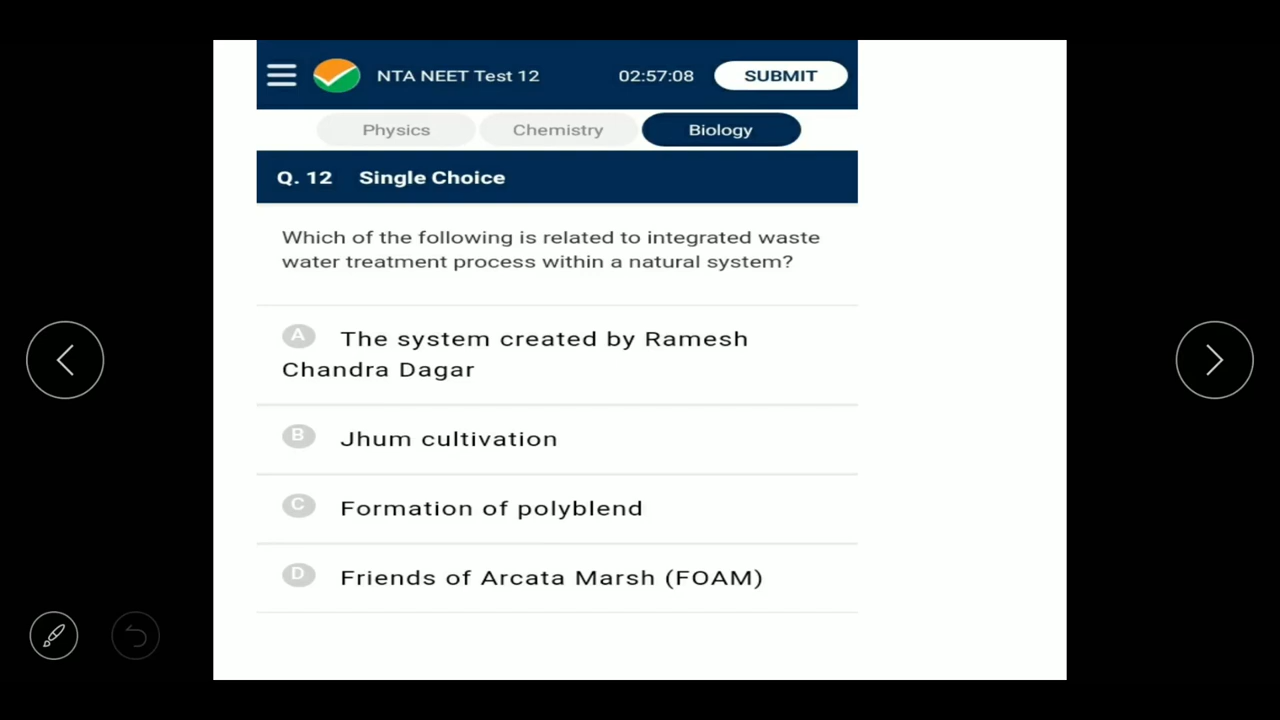 NTA NEET Test 12 02:57:08 SUBMIT
Physics Chemistry Biology
Q. 12 Single Choice
Which of the following is related to integrated waste
water treatment process within a natural system?
A The system created by Ramesh
Chandra Dagar
B Jhum cultivation
C Formation of polyblend
D Friends of Arcata Marsh (FOAM)